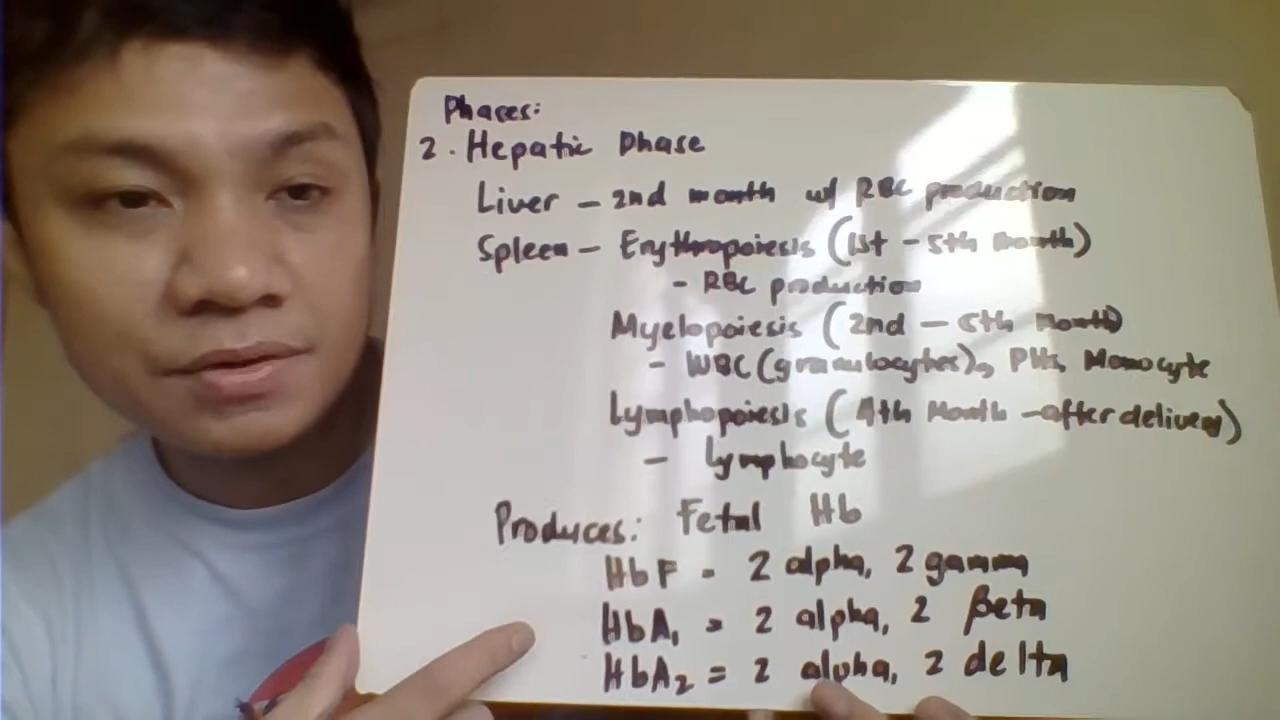 Phases:
2. Hepatic Phase
Liver - 2nd month w/ RBC production
Spleen - Erythropoiesis (1st - 5th month)
- RBC production
Myelopoiesis (2nd - 5th Month)
- WBC (granulocytes), Plts, Monocyte
Lymphopoiesis (4th Month - after delivery)
- Lymphocyte
Produces: Fetal Hb
HbF = 2 alpha, 2 gamma
HbA₁ = 2 alpha, 2 Beta
HbA₂ = 2 alpha, 2 delta